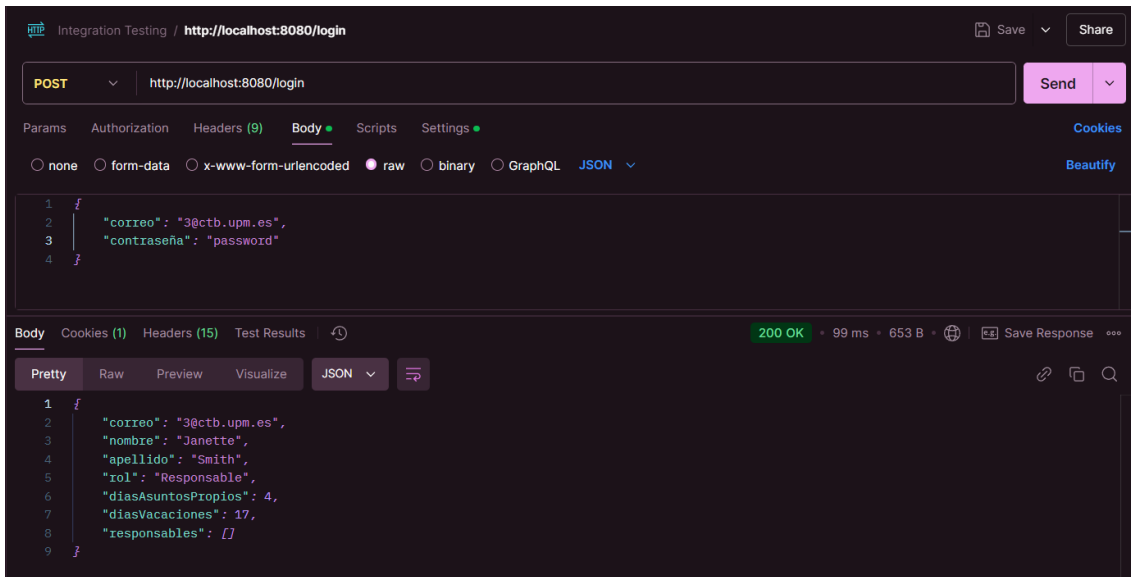 HTTP Integration Testing / http://localhost:8080/login Save Share
POST http://localhost:8080/login Send
Params Authorization Headers (9) Body Scripts Settings Cookies
none form-data x-www-form-urlencoded raw binary GraphQL JSON Beautify
1 {
2 "correo": "3@ctb.upm.es",
3 "contraseña": "password"
4 }
Body Cookies (1) Headers (15) Test Results 200 OK • 99 ms • 653 B • e.g. Save Response
Pretty Raw Preview Visualize JSON
1 {
2 "correo": "3@ctb.upm.es",
3 "nombre": "Janette",
4 "apellido": "Smith",
5 "rol": "Responsable",
6 "diasAsuntosPropios": 4,
7 "diasVacaciones": 17,
8 "responsables": []
9 }